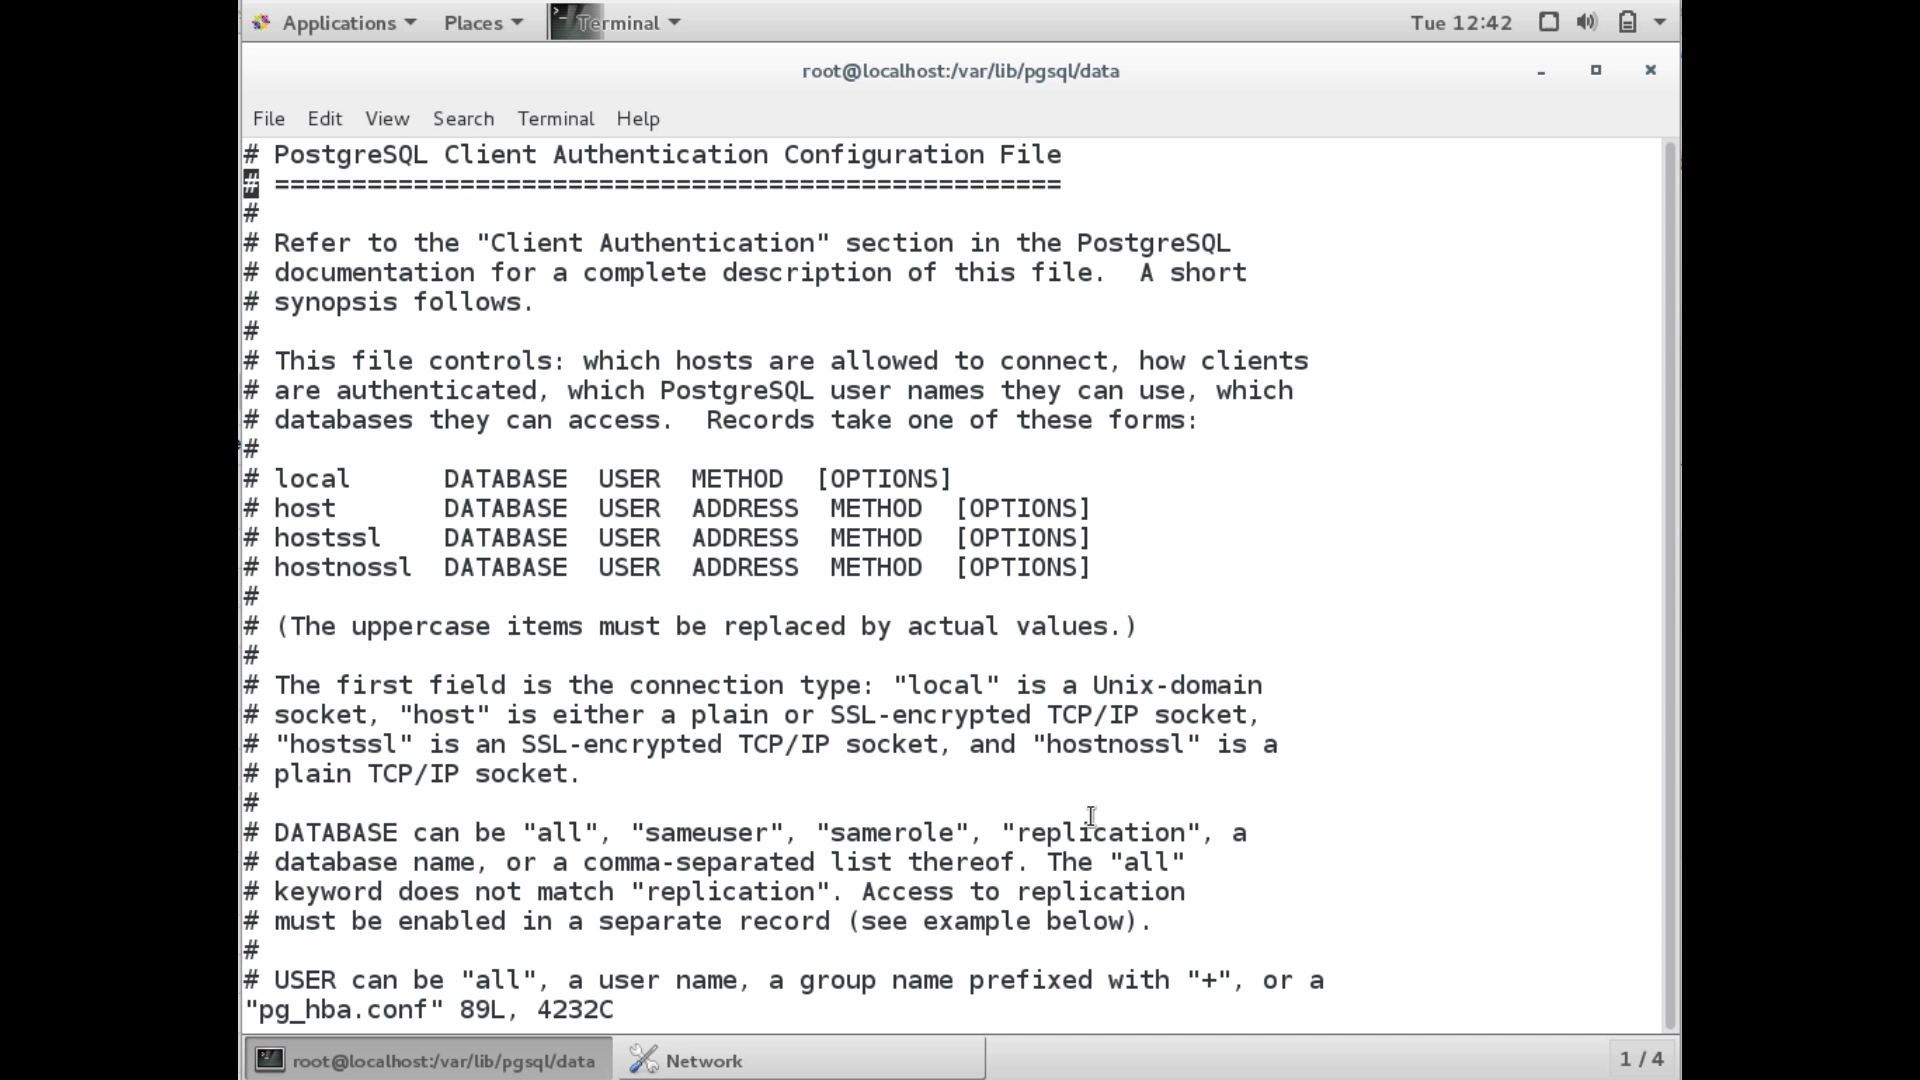 Applications Places Terminal Tue 12:42
root@localhost:/var/lib/pgsql/data
File Edit View Search Terminal Help
# PostgreSQL Client Authentication Configuration File
# ===================================================
#
# Refer to the "Client Authentication" section in the PostgreSQL
# documentation for a complete description of this file.  A short
# synopsis follows.
#
# This file controls: which hosts are allowed to connect, how clients
# are authenticated, which PostgreSQL user names they can use, which
# databases they can access.  Records take one of these forms:
#
# local      DATABASE  USER  METHOD  [OPTIONS]
# host       DATABASE  USER  ADDRESS  METHOD  [OPTIONS]
# hostssl    DATABASE  USER  ADDRESS  METHOD  [OPTIONS]
# hostnossl  DATABASE  USER  ADDRESS  METHOD  [OPTIONS]
#
# (The uppercase items must be replaced by actual values.)
#
# The first field is the connection type: "local" is a Unix-domain
# socket, "host" is either a plain or SSL-encrypted TCP/IP socket,
# "hostssl" is an SSL-encrypted TCP/IP socket, and "hostnossl" is a
# plain TCP/IP socket.
#
# DATABASE can be "all", "sameuser", "samerole", "replication", a
# database name, or a comma-separated list thereof. The "all"
# keyword does not match "replication". Access to replication
# must be enabled in a separate record (see example below).
#
# USER can be "all", a user name, a group name prefixed with "+", or a
"pg_hba.conf" 89L, 4232C
root@localhost:/var/lib/pgsql/data Network 1 / 4